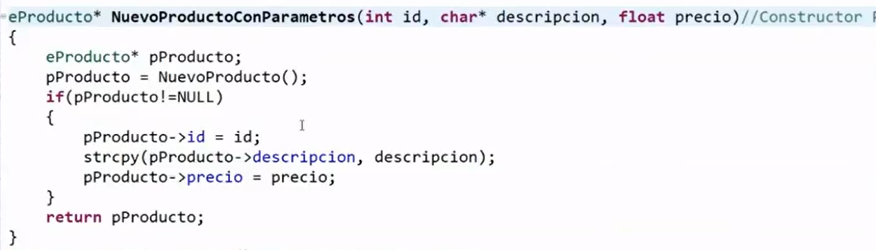 eProducto* NuevoProductoConParametros(int id, char* descripcion, float precio)//Constructor
{
    eProducto* pProducto;
    pProducto = NuevoProducto();
    if(pProducto!=NULL)
    {
        pProducto->id = id;
        strcpy(pProducto->descripcion, descripcion);
        pProducto->precio = precio;
    }
    return pProducto;
}